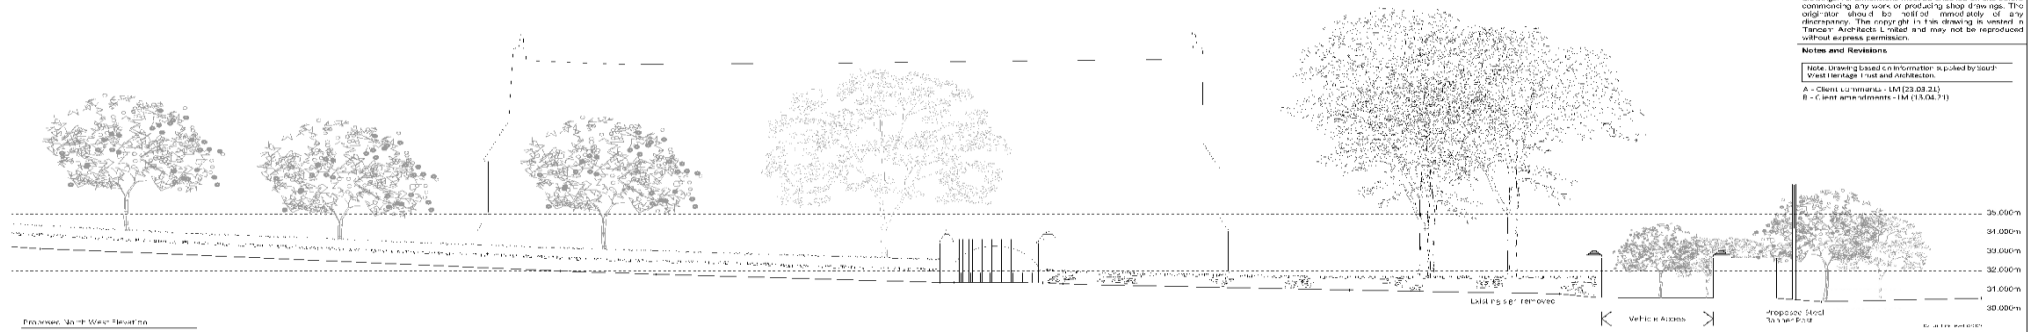 commencing any work or producing shop drawings. The
originator should be notified immediately of any
discrepancy. The copyright in this drawing is vested in
Tandem Architects Limited and may not be reproduced
without express permission.
Notes and Revisions
Note: Drawing based on information supplied by South
West Heritage Trust and Architecton.
A - Client comments - LM (23.03.21)
B - Client amendments - LM (13.04.21)
35.000m
34.000m
33.000m
32.000m
31.000m
30.000m
Existing sign removed
Vehicle Access
Proposed Steel
Banner Post
Proposed North West Elevation